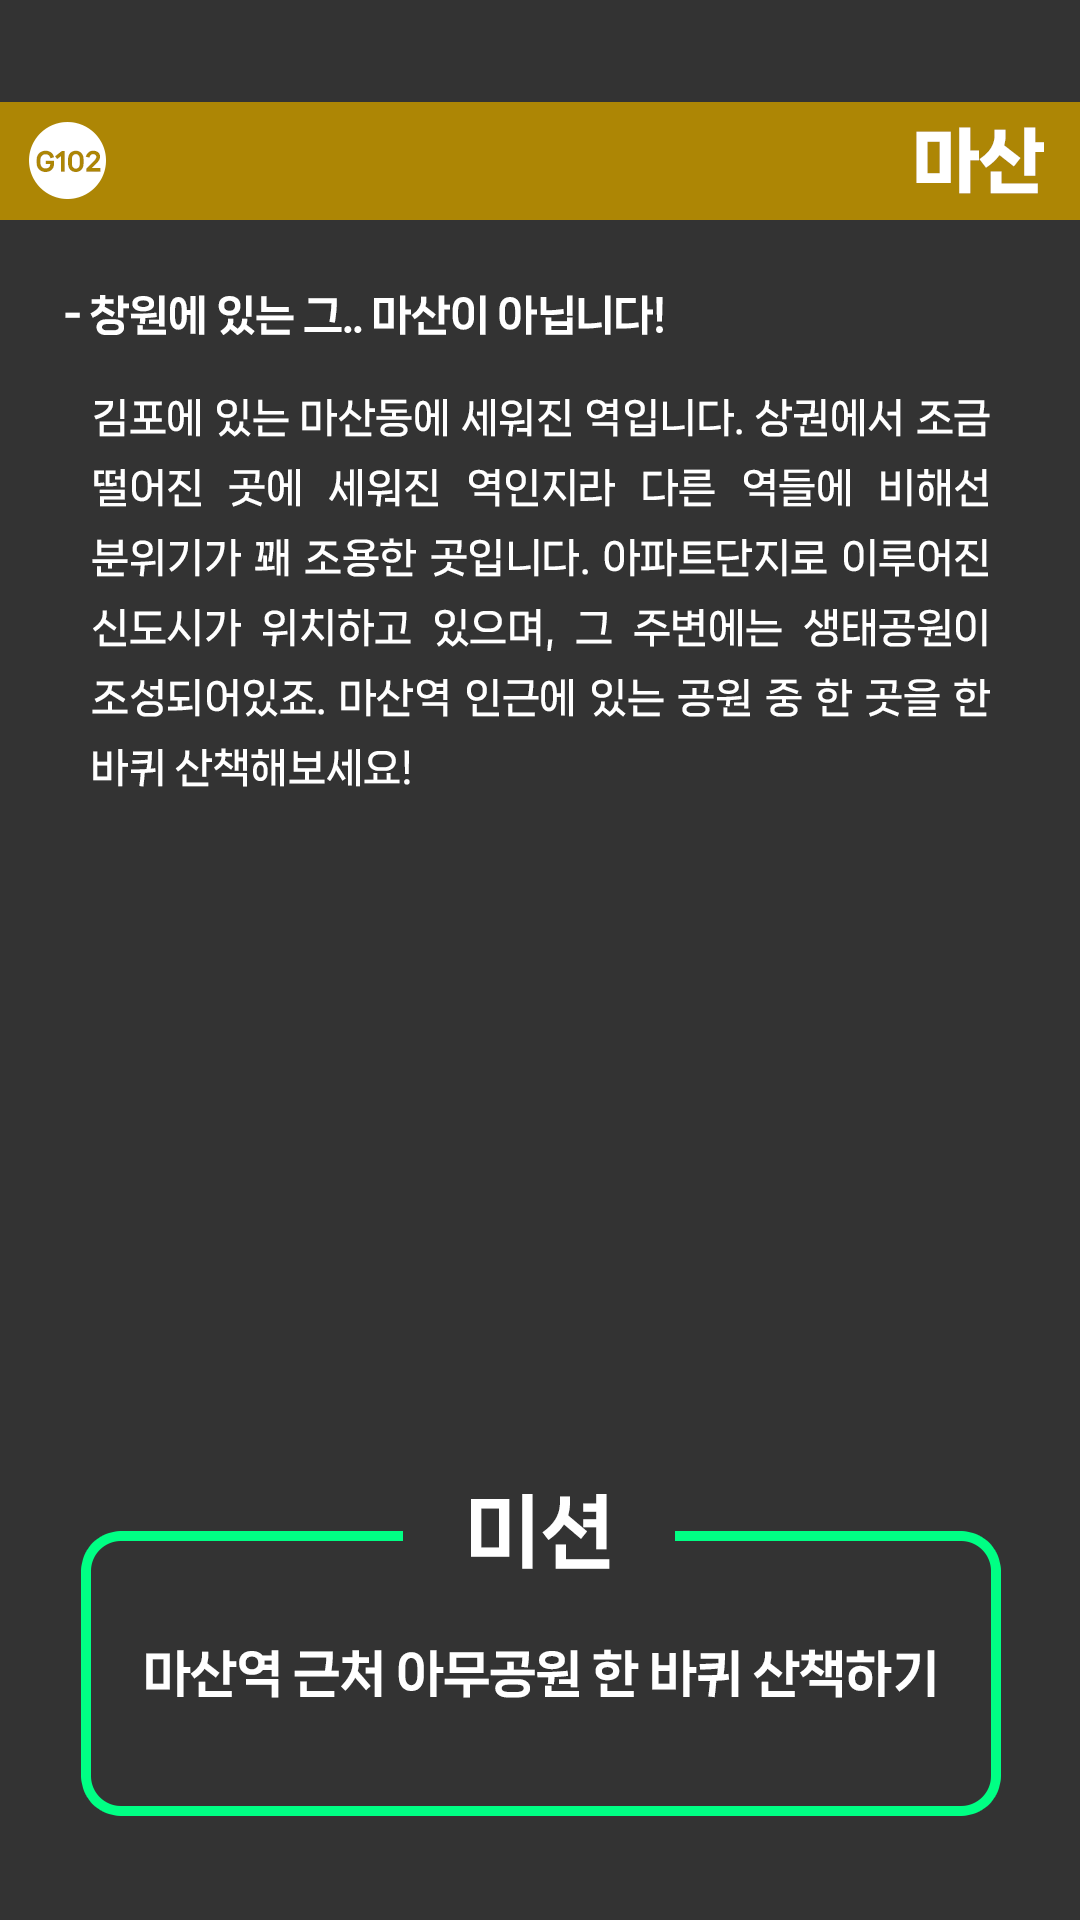 G102
마산
- 창원에 있는 그.. 마산이 아닙니다!
김포에 있는 마산동에 세워진 역입니다. 상권에서 조금
떨어진 곳에 세워진 역인지라 다른 역들에 비해선
분위기가 꽤 조용한 곳입니다. 아파트단지로 이루어진
신도시가 위치하고 있으며, 그 주변에는 생태공원이
조성되어있죠. 마산역 인근에 있는 공원 중 한 곳을 한
바퀴 산책해보세요!
미션
마산역 근처 아무공원 한 바퀴 산책하기